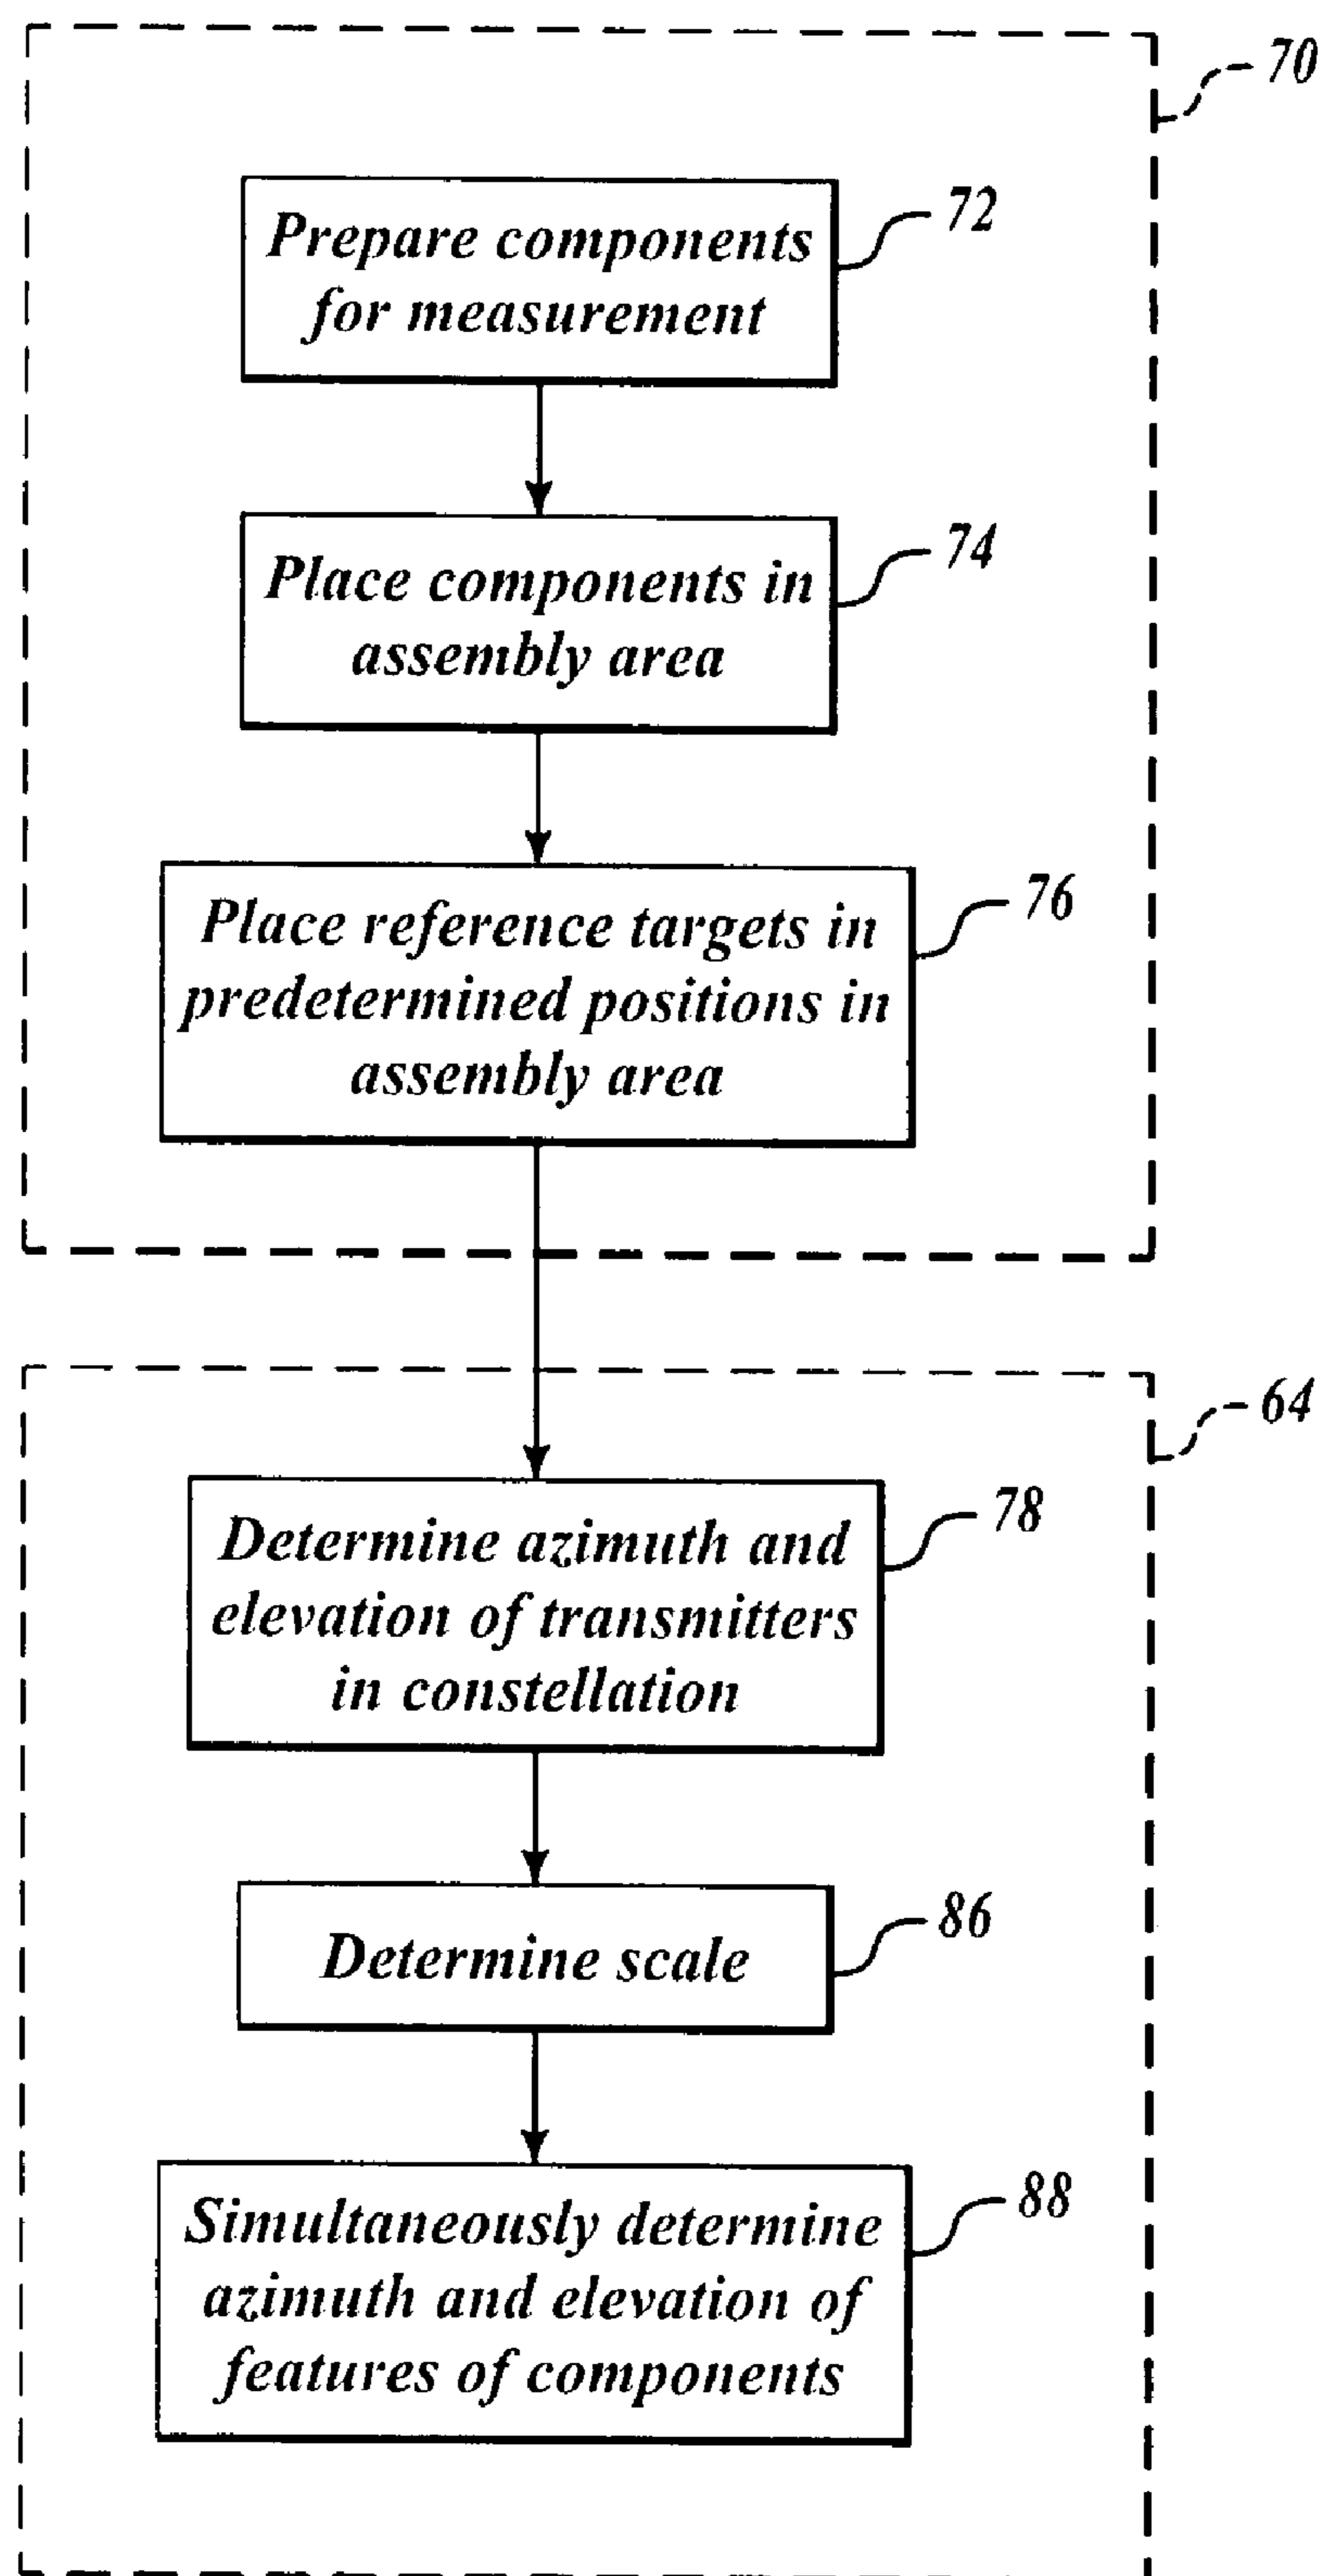 70
Prepare components
for measurement
72
Place components in
assembly area
74
Place reference targets in
predetermined positions in
assembly area
76
64
Determine azimuth and
elevation of transmitters
in constellation
78
Determine scale
86
Simultaneously determine
azimuth and elevation of
features of components
88